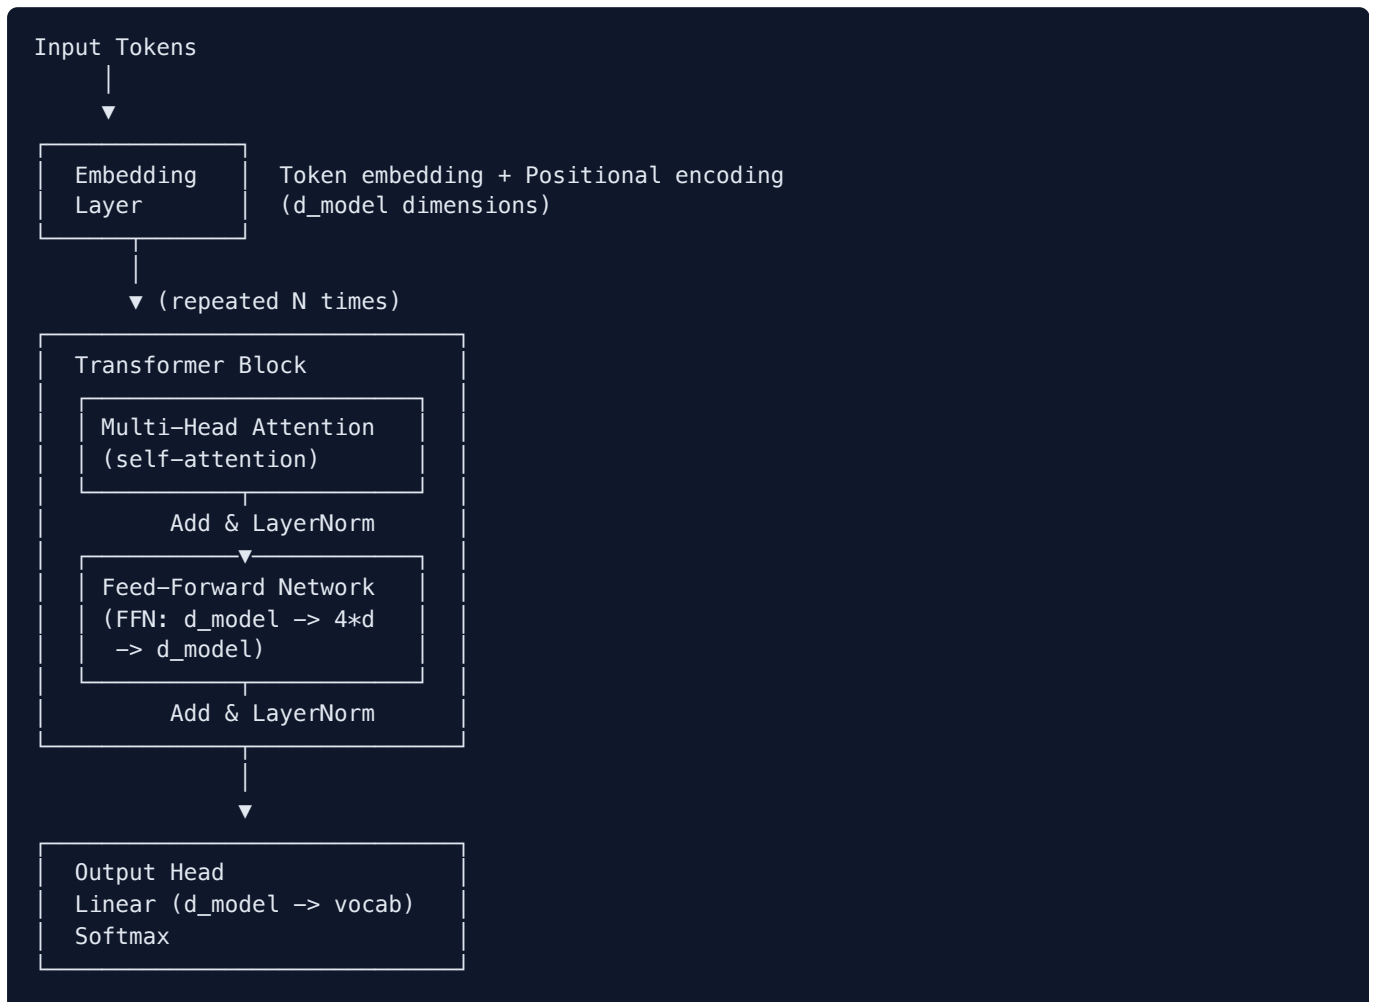 Input Tokens
Embedding   Token embedding + Positional encoding
Layer   (d_model dimensions)
(repeated N times)
Transformer Block
Multi-Head Attention
(self-attention)
Add & LayerNorm
Feed-Forward Network
(FFN: d_model -> 4*d
-> d_model)
Add & LayerNorm
Output Head
Linear (d_model -> vocab)
Softmax